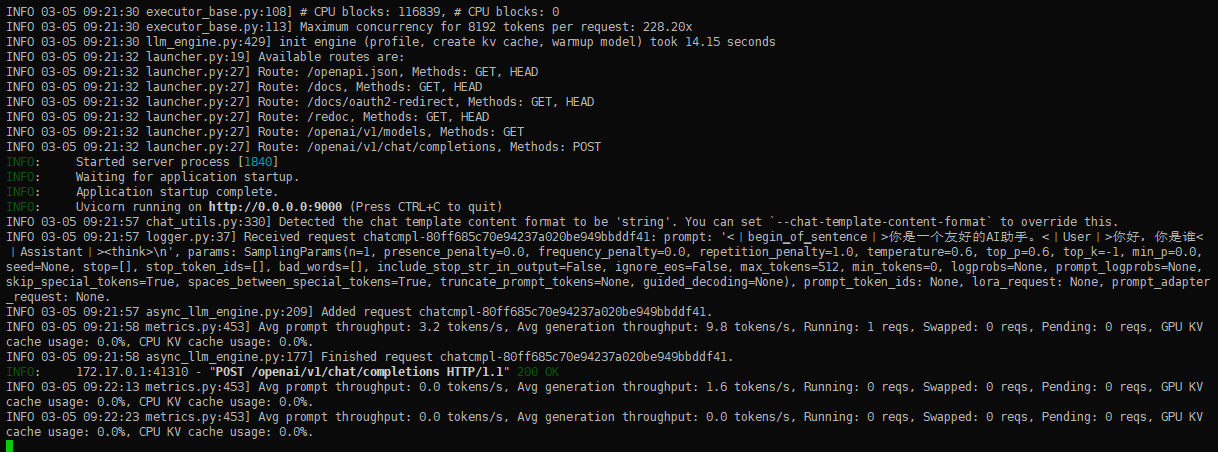 INFO 03-05 09:21:30 executor_base.py:108] # CPU blocks: 116839, # CPU blocks: 0
INFO 03-05 09:21:30 executor_base.py:113] Maximum concurrency for 8192 tokens per request: 228.20x
INFO 03-05 09:21:30 llm_engine.py:429] init engine (profile, create kv cache, warmup model) took 14.15 seconds
INFO 03-05 09:21:32 launcher.py:19] Available routes are:
INFO 03-05 09:21:32 launcher.py:27] Route: /openapi.json, Methods: GET, HEAD
INFO 03-05 09:21:32 launcher.py:27] Route: /docs, Methods: GET, HEAD
INFO 03-05 09:21:32 launcher.py:27] Route: /docs/oauth2-redirect, Methods: GET, HEAD
INFO 03-05 09:21:32 launcher.py:27] Route: /redoc, Methods: GET, HEAD
INFO 03-05 09:21:32 launcher.py:27] Route: /openai/v1/models, Methods: GET
INFO 03-05 09:21:32 launcher.py:27] Route: /openai/v1/chat/completions, Methods: POST
INFO:     Started server process [1840]
INFO:     Waiting for application startup.
INFO:     Application startup complete.
INFO:     Uvicorn running on http://0.0.0.0:9000 (Press CTRL+C to quit)
INFO 03-05 09:21:57 chat_utils.py:330] Detected the chat template content format to be 'string'. You can set `--chat-template-content-format` to override this.
INFO 03-05 09:21:57 logger.py:37] Received request chatcmpl-80ff685c70e94237a020be949bbddf41: prompt: '<｜begin▁of▁sentence｜>你是一个友好的AI助手。<｜User｜>你好, 你是谁<
｜Assistant｜><think>\n', params: SamplingParams(n=1, presence_penalty=0.0, frequency_penalty=0.0, repetition_penalty=1.0, temperature=0.6, top_p=0.6, top_k=-1, min_p=0.0,
seed=None, stop=[], stop_token_ids=[], bad_words=[], include_stop_str_in_output=False, ignore_eos=False, max_tokens=512, min_tokens=0, logprobs=None, prompt_logprobs=None,
skip_special_tokens=True, spaces_between_special_tokens=True, truncate_prompt_tokens=None, guided_decoding=None), prompt_token_ids: None, lora_request: None, prompt_adapter
_request: None.
INFO 03-05 09:21:57 async_llm_engine.py:209] Added request chatcmpl-80ff685c70e94237a020be949bbddf41.
INFO 03-05 09:21:58 metrics.py:453] Avg prompt throughput: 3.2 tokens/s, Avg generation throughput: 9.8 tokens/s, Running: 1 reqs, Swapped: 0 reqs, Pending: 0 reqs, GPU KV
cache usage: 0.0%, CPU KV cache usage: 0.0%.
INFO 03-05 09:21:58 async_llm_engine.py:177] Finished request chatcmpl-80ff685c70e94237a020be949bbddf41.
INFO:     172.17.0.1:41310 - "POST /openai/v1/chat/completions HTTP/1.1" 200 OK
INFO 03-05 09:22:13 metrics.py:453] Avg prompt throughput: 0.0 tokens/s, Avg generation throughput: 1.6 tokens/s, Running: 0 reqs, Swapped: 0 reqs, Pending: 0 reqs, GPU KV
cache usage: 0.0%, CPU KV cache usage: 0.0%.
INFO 03-05 09:22:23 metrics.py:453] Avg prompt throughput: 0.0 tokens/s, Avg generation throughput: 0.0 tokens/s, Running: 0 reqs, Swapped: 0 reqs, Pending: 0 reqs, GPU KV
cache usage: 0.0%, CPU KV cache usage: 0.0%.